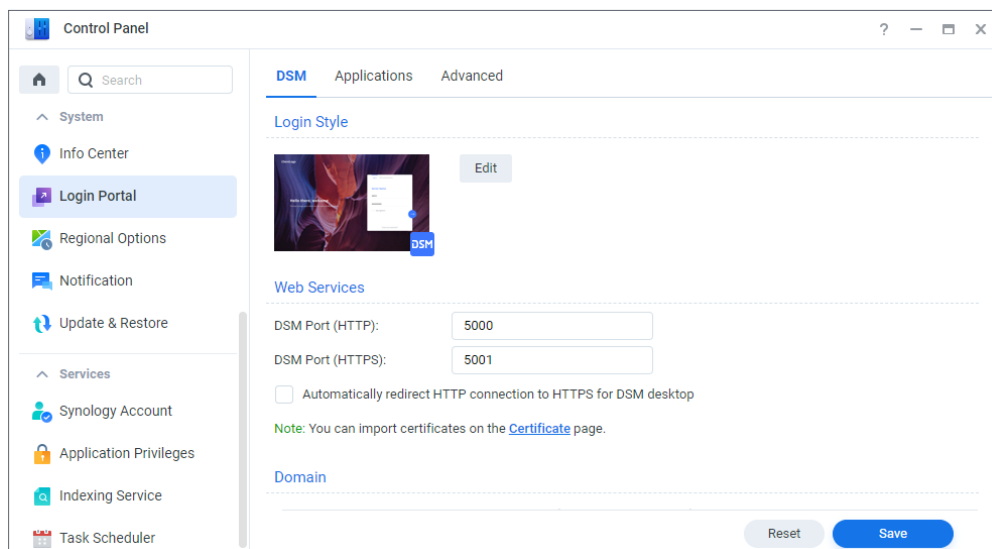 Control Panel
?
Search
System
Info Center
Login Portal
Regional Options
Notification
Update & Restore
Services
Synology Account
Application Privileges
Indexing Service
Task Scheduler
DSM Applications Advanced
Login Style
DSM
Edit
Web Services
DSM Port (HTTP): 5000
DSM Port (HTTPS): 5001
Automatically redirect HTTP connection to HTTPS for DSM desktop
Note: You can import certificates on the Certificate page.
Domain
Reset Save